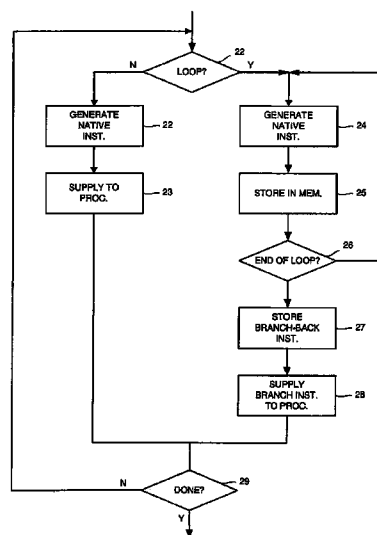 22
N
LOOP?
Y
GENERATE
NATIVE
INST.
22
GENERATE
NATIVE
INST.
24
SUPPLY TO
PROC.
23
STORE IN MEM.
25
26
END OF LOOP?
STORE
BRANCH-BACK
INST.
27
SUPPLY
BRANCH INST.
TO PROC.
28
N
DONE?
29
Y